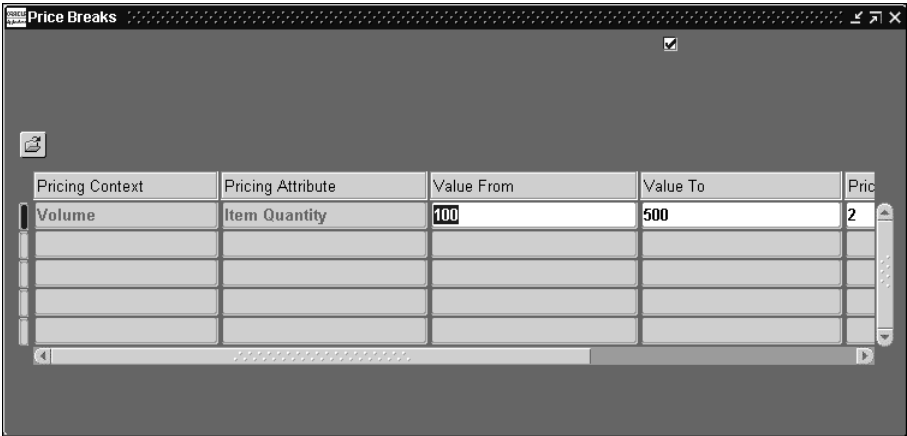 Price Breaks
Pricing Context Pricing Attribute Value From Value To Pric
Volume Item Quantity 100 500 2